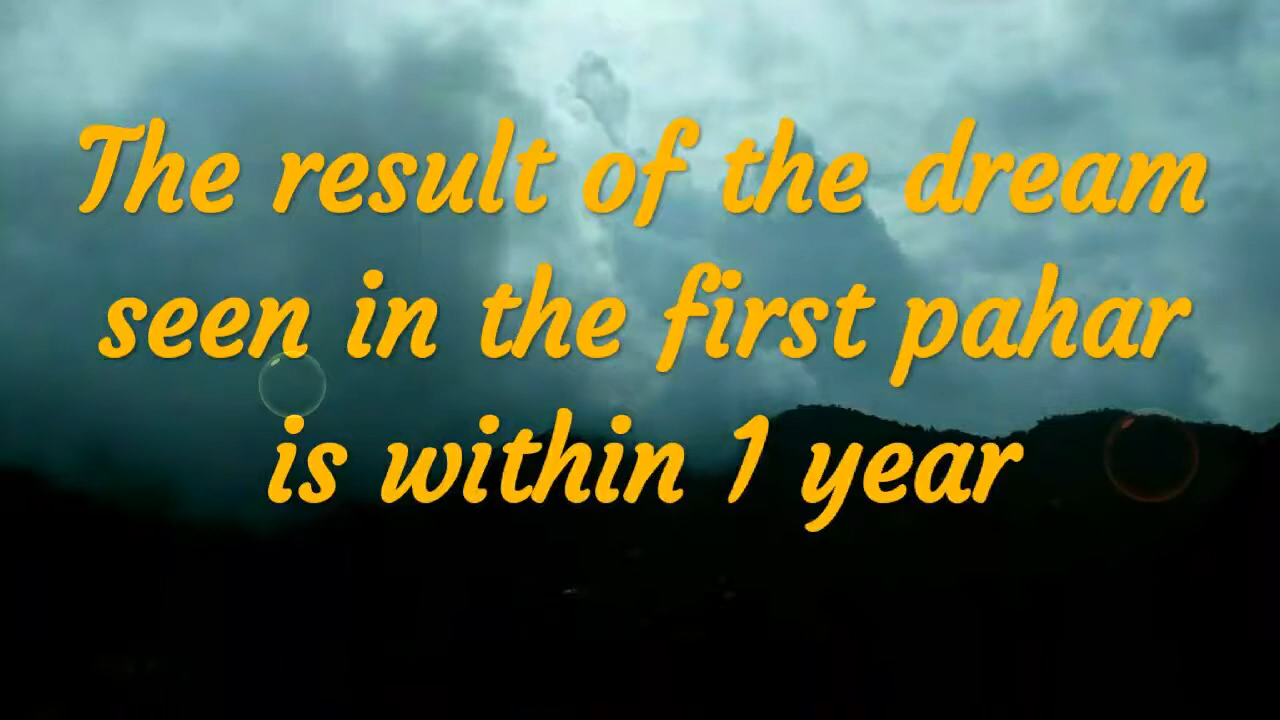 The result of the dream
seen in the first pahar
is within 1 year